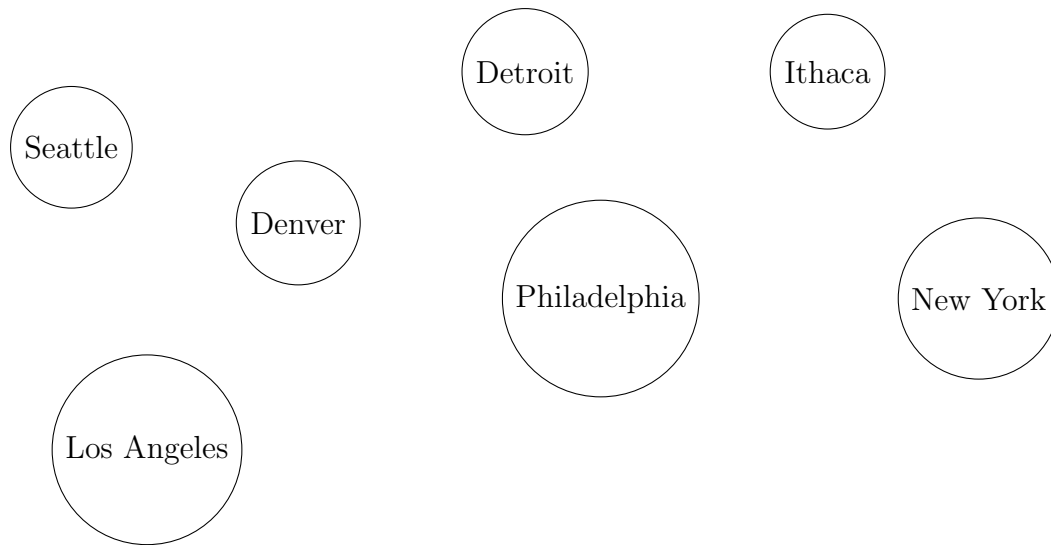 Detroit
Ithaca
Seattle
Denver
Philadelphia
New York
Los Angeles